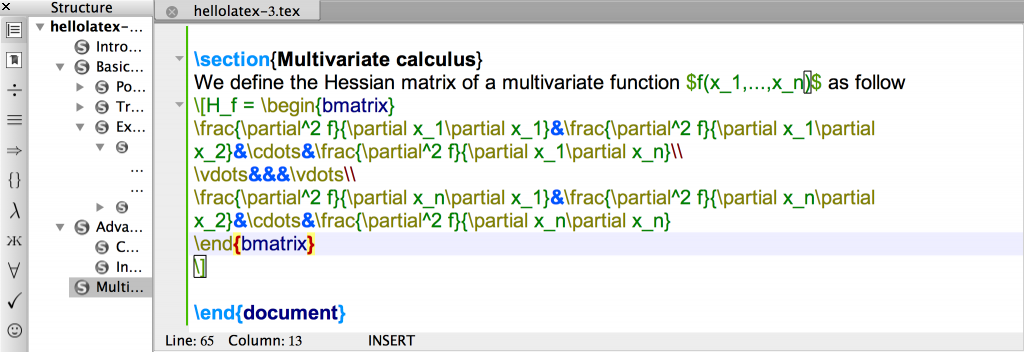 Structure
hellolatex-3.tex
hellolatex-...
Intro...
Basic...
Po...
Tr...
Ex...
...
...
Adva...
C...
In...
Multi...
\section{Multivariate calculus}
We define the Hessian matrix of a multivariate function $f(x_1,...,x_n)$ as follow
\[H_f = \begin{bmatrix}
\frac{\partial^2 f}{\partial x_1\partial x_1}&\frac{\partial^2 f}{\partial x_1\partial
x_2}&\cdots&\frac{\partial^2 f}{\partial x_1\partial x_n}\\
\vdots&&&\vdots\\
\frac{\partial^2 f}{\partial x_n\partial x_1}&\frac{\partial^2 f}{\partial x_n\partial
x_2}&\cdots&\frac{\partial^2 f}{\partial x_n\partial x_n}
\end{bmatrix}
\]
\end{document}
Line: 65 Column: 13 INSERT